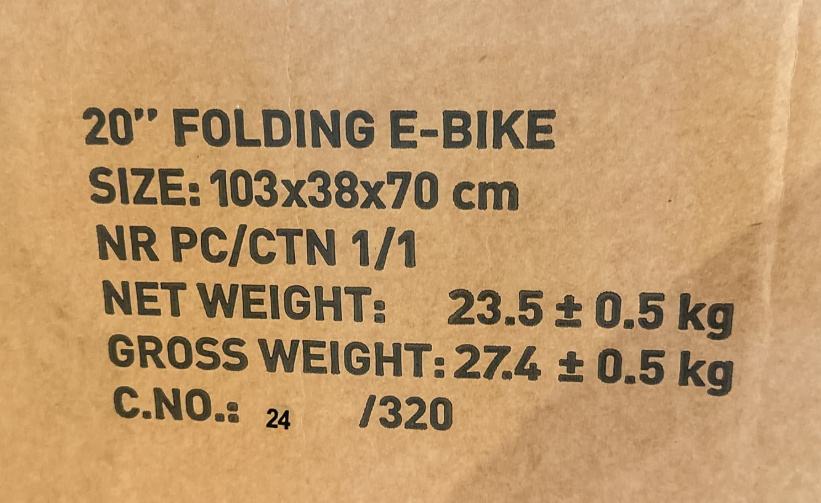 20" FOLDING E-BIKE
SIZE: 103x38x70 cm
NR PC/CTN 1/1
NET WEIGHT: 23.5 ± 0.5 kg
GROSS WEIGHT: 27.4 ± 0.5 kg
C.NO.: 24 /320